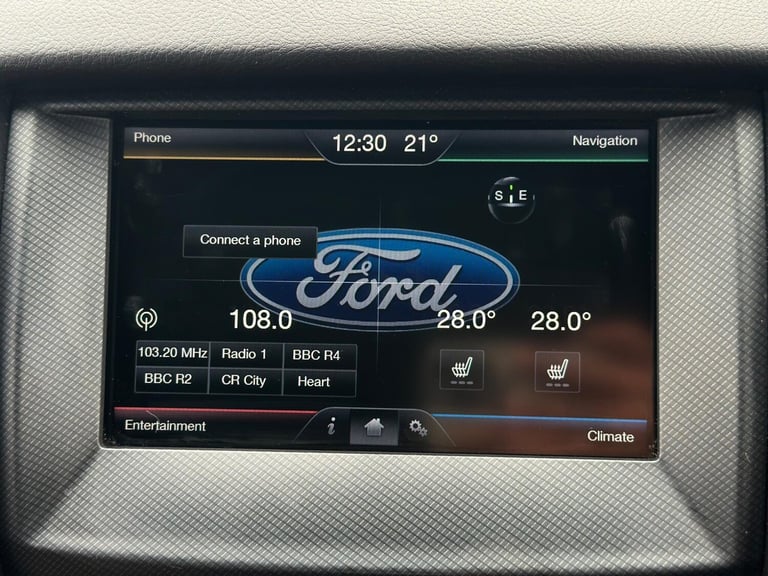 Phone
12:30 21°
Navigation
S E
Connect a phone
Ford
108.0
28.0° 28.0°
103.20 MHz Radio 1 BBC R4
BBC R2 CR City Heart
Entertainment
i
Climate